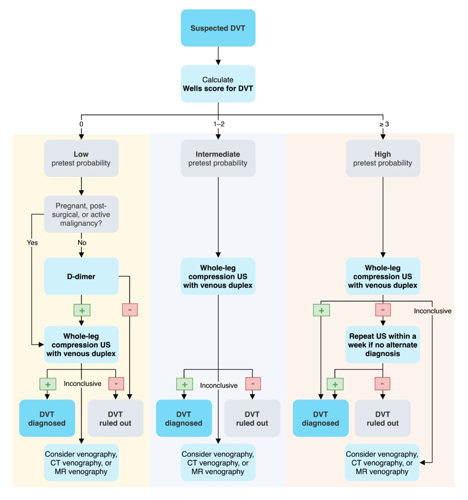 Suspected DVT
Calculate
Wells score for DVT
0
1–2
≥ 3
Low
pretest probability
Intermediate
pretest probability
High
pretest probability
Pregnant, post-
surgical, or active
malignancy?
Yes
No
D-dimer
+
-
Whole-leg
compression US
with venous duplex
Inconclusive
+
-
DVT
diagnosed
DVT
ruled out
Consider venography,
CT venography, or
MR venography
Whole-leg
compression US
with venous duplex
+
Inconclusive
-
DVT
diagnosed
DVT
ruled out
Consider venography,
CT venography, or
MR venography
Whole-leg
compression US
with venous duplex
+
-
Inconclusive
Repeat US within a
week if no alternate
diagnosis
+
-
DVT
diagnosed
DVT
ruled out
Consider venography,
CT venography, or
MR venography